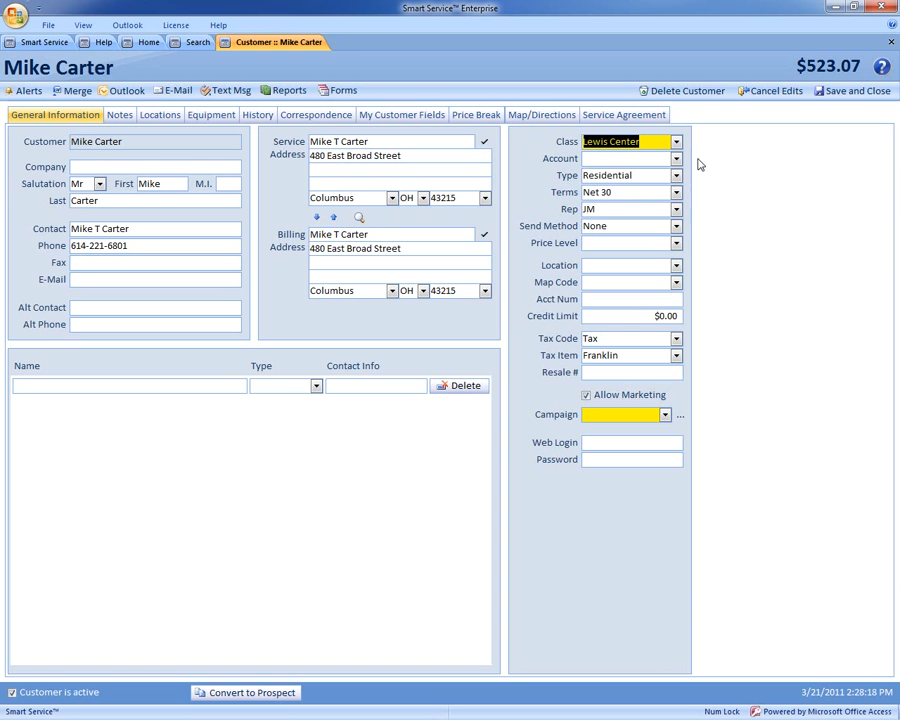 Smart Service™ Enterprise
File View Outlook License Help
Smart Service Help Home Search Customer :: Mike Carter
Mike Carter $523.07
Alerts Merge Outlook E-Mail Text Msg Reports Forms Delete Customer Cancel Edits Save and Close
General Information Notes Locations Equipment History Correspondence My Customer Fields Price Break Map/Directions Service Agreement
Customer Mike Carter
Company
Salutation Mr First Mike M.I.
Last Carter
Contact Mike T Carter
Phone 614-221-6801
Fax
E-Mail
Alt Contact
Alt Phone
Service Address Mike T Carter
480 East Broad Street
Columbus OH 43215
Billing Address Mike T Carter
480 East Broad Street
Columbus OH 43215
Class Lewis Center
Account
Type Residential
Terms Net 30
Rep JM
Send Method None
Price Level
Location
Map Code
Acct Num
Credit Limit $0.00
Tax Code Tax
Tax Item Franklin
Resale #
Allow Marketing
Campaign ...
Web Login
Password
Name Type Contact Info
Delete
Customer is active Convert to Prospect 3/21/2011 2:28:18 PM
Smart Service™ Num Lock Powered by Microsoft Office Access